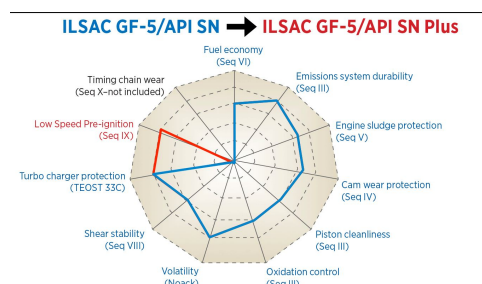 ILSAC GF-5/API SN ILSAC GF-5/API SN Plus
Fuel economy
(Seq VI)
Timing chain wear
(Seq X–not included)
Emissions system durability
(Seq III)
Low Speed Pre-ignition
(Seq IX)
Engine sludge protection
(Seq V)
Turbo charger protection
(TEOST 33C)
Cam wear protection
(Seq IV)
Shear stability
(Seq VIII)
Piston cleanliness
(Seq III)
Volatility
(Noack)
Oxidation control
(Seq III)